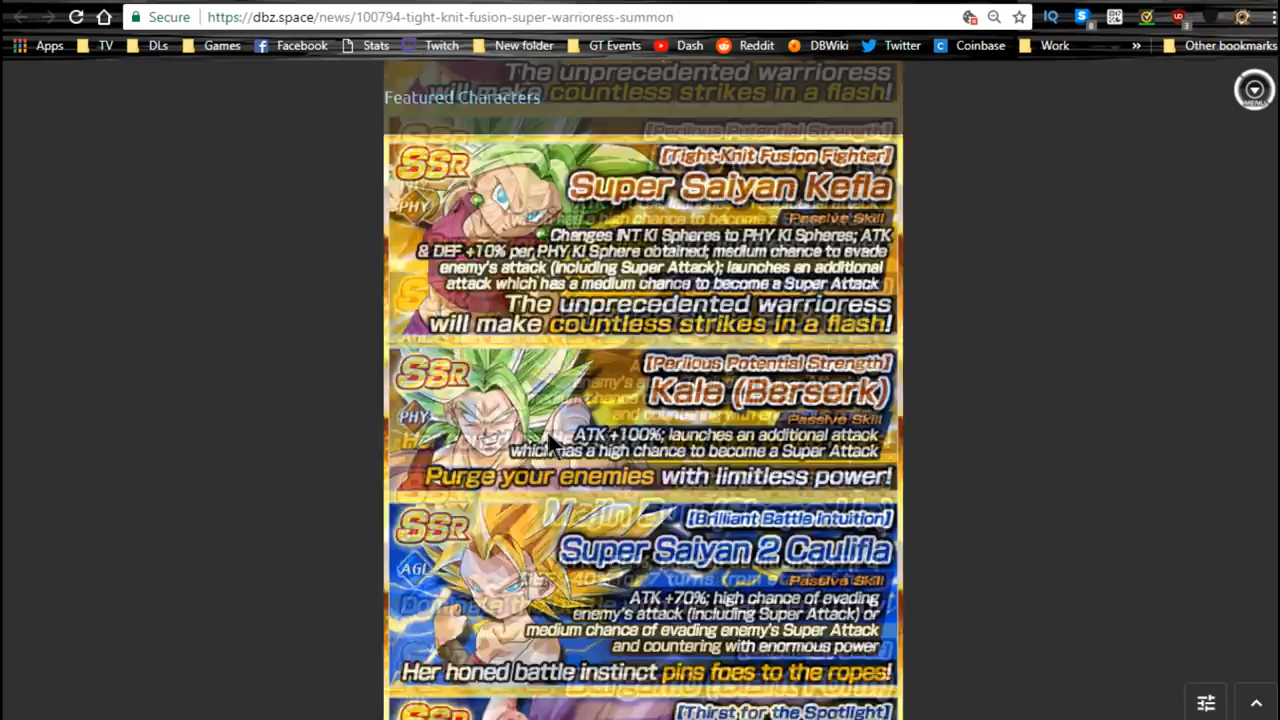 Secure https://dbz.space/news/100794-tight-knit-fusion-super-warrioress-summon
IQ 8 UD 3
Apps TV DLs Games Facebook Stats Twitch New folder GT Events Dash Reddit DBWiki Twitter Coinbase Work » Other bookmarks
The unprecedented warrioress
will make countless strikes in a flash!
Featured Characters
MENU
[Perilous Potential Strength]
SSR
[Tight-Knit Fusion Fighter]
Super Saiyan Kefla
PHY
Passive Skill
Changes INT Ki Spheres to PHY Ki Spheres; ATK
& DEF +10% per PHY Ki Sphere obtained; medium chance to evade
enemy's attack (including Super Attack); launches an additional
attack which has a medium chance to become a Super Attack
The unprecedented warrioress
will make countless strikes in a flash!
SSR
[Perilous Potential Strength]
Kale (Berserk)
PHY
Passive Skill
ATK +100%; launches an additional attack
which has a high chance to become a Super Attack
Purge your enemies with limitless power!
SSR
[Brilliant Battle Intuition]
Super Saiyan 2 Caulifla
AGL
Passive Skill
ATK +70%; high chance of evading
enemy's attack (including Super Attack) or
medium chance of evading enemy's Super Attack
and countering with enormous power
Her honed battle instinct pins foes to the ropes!
SSR
[Thirst for the Spotlight]